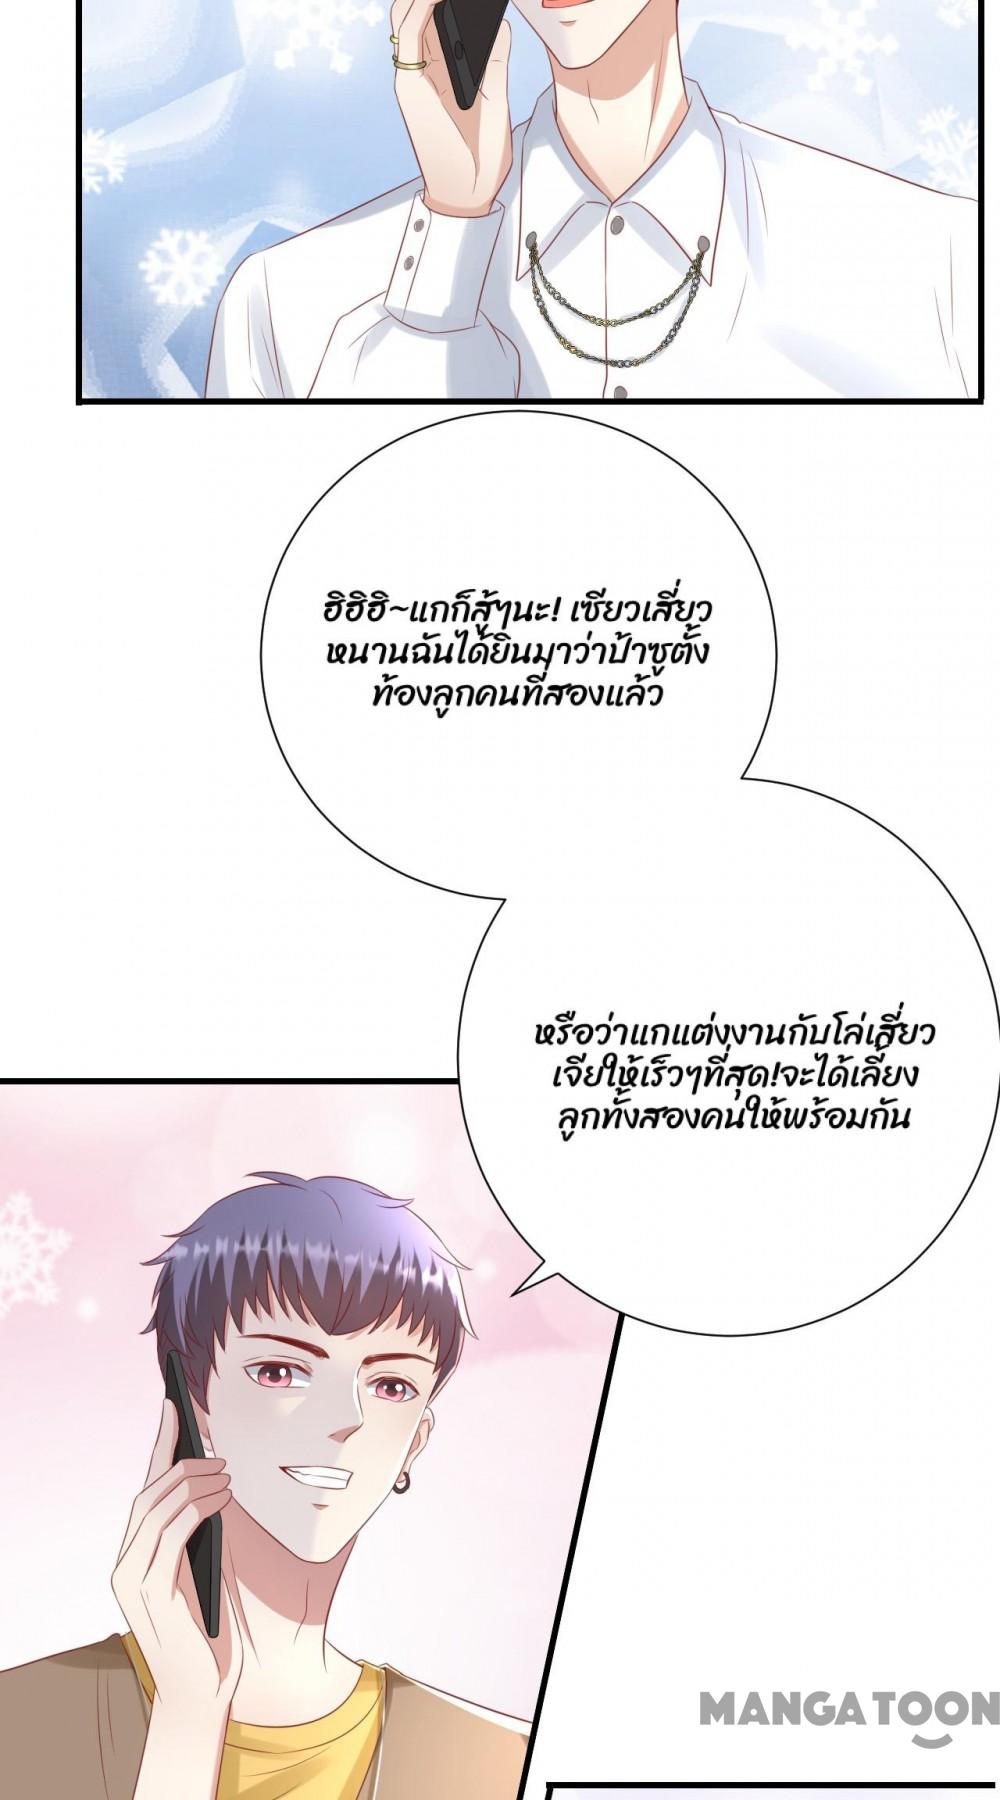 ฮิฮิฮิ~แกก็สู้ๆนะ! เซียวเสี่ยว
หนานฉันได้ยินมาว่าป้าซูตั้ง
ท้องลูกคนที่สองแล้ว
หรือว่าแกแต่งงานกับโล่เสี่ยว
เจียให้เร็วๆที่สุด!จะได้เลี้ยง
ลูกทั้งสองคนให้พร้อมกัน
MANGATOON